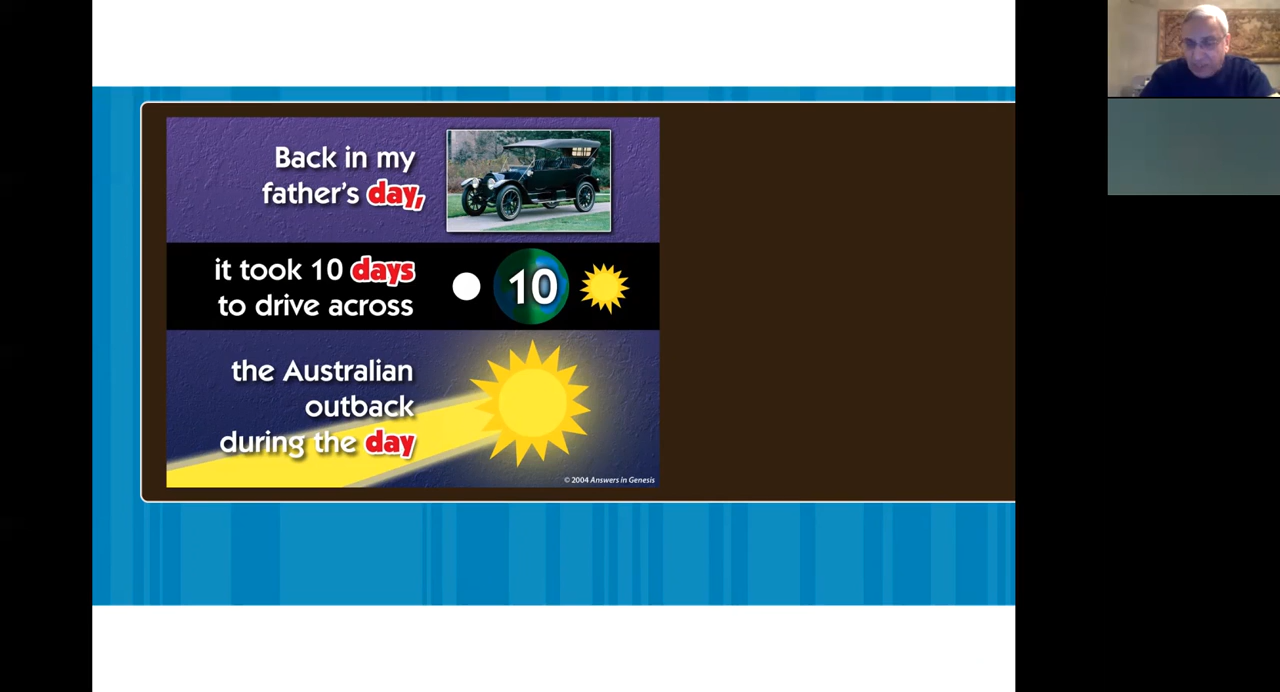 Back in my
father's day,
it took 10 days
to drive across
10
the Australian
outback
during the day
© 2004 Answers in Genesis